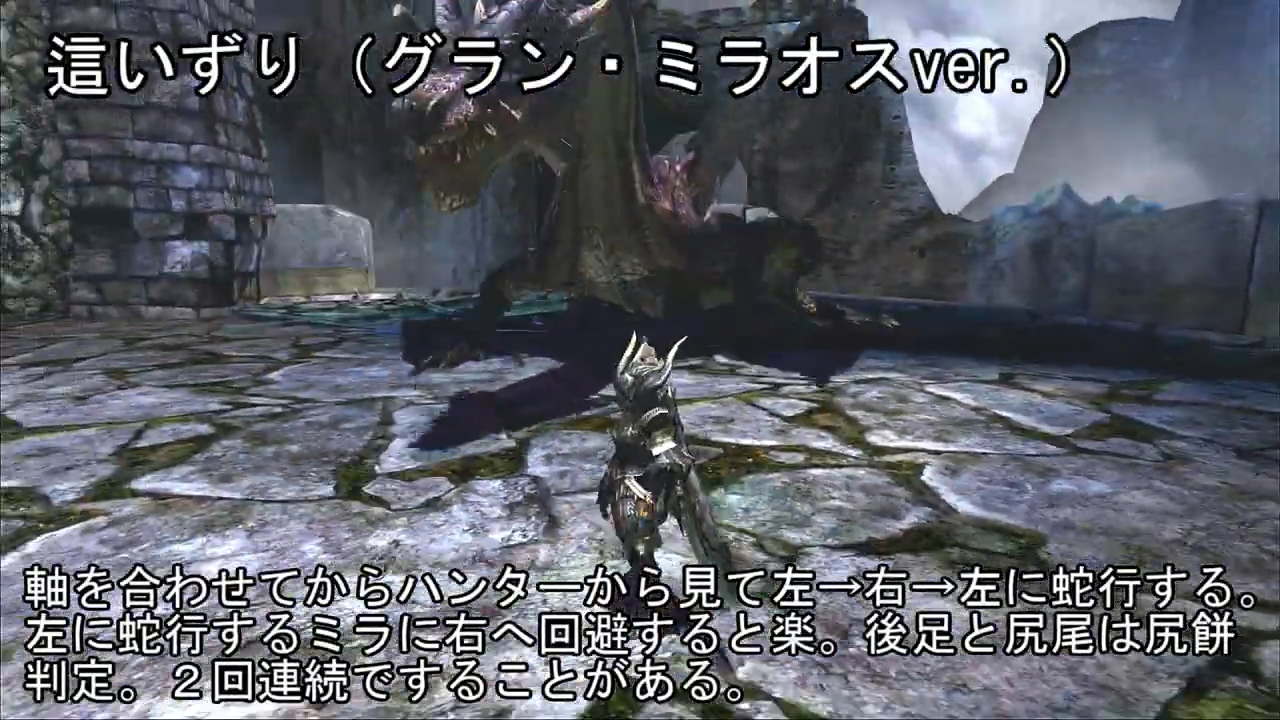 這いずり（グラン・ミラオスver.）
軸を合わせてからハンターから見て左→右→左に蛇行する。
左に蛇行するミラに右へ回避すると楽。後足と尻尾は尻餅
判定。２回連続ですることがある。